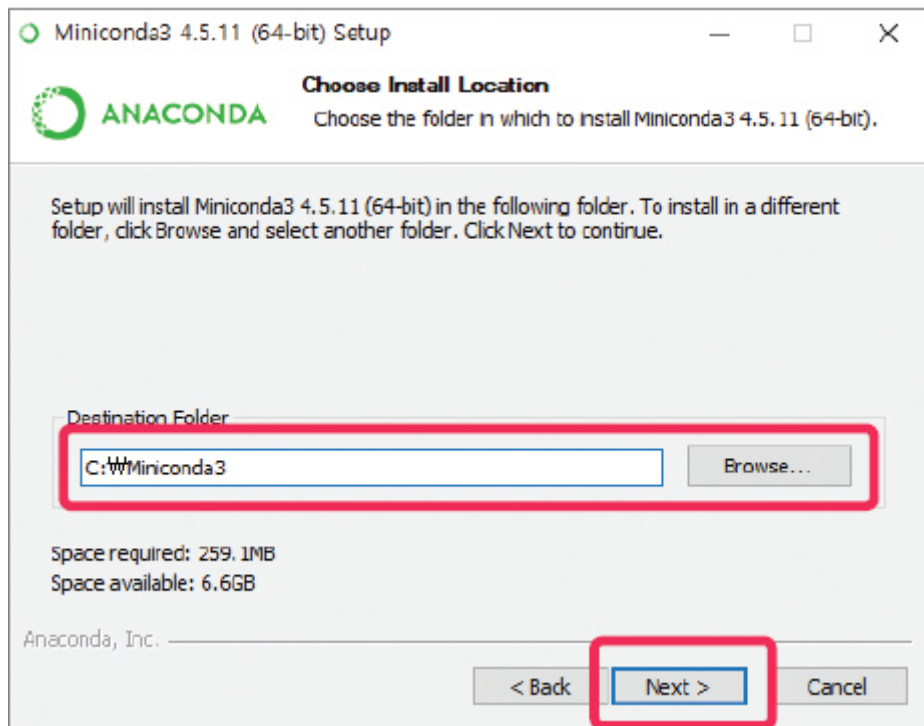 Miniconda3 4.5.11 (64-bit) Setup
ANACONDA
Choose Install Location
Choose the folder in which to install Miniconda3 4.5.11 (64-bit).
Setup will install Miniconda3 4.5.11 (64-bit) in the following folder. To install in a different
folder, click Browse and select another folder. Click Next to continue.
Destination Folder
C:₩Miniconda3
Browse...
Space required: 259.1MB
Space available: 6.6GB
Anaconda, Inc.
< Back
Next >
Cancel